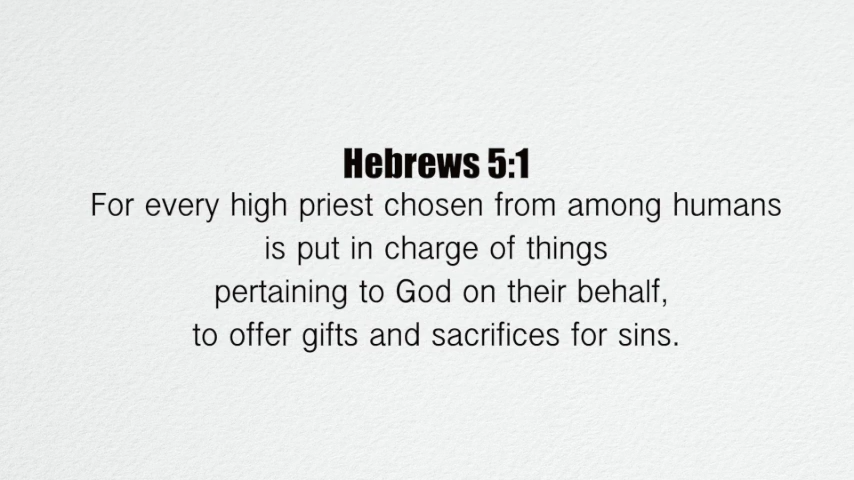 Hebrews 5:1
For every high priest chosen from among humans
is put in charge of things
pertaining to God on their behalf,
to offer gifts and sacrifices for sins.